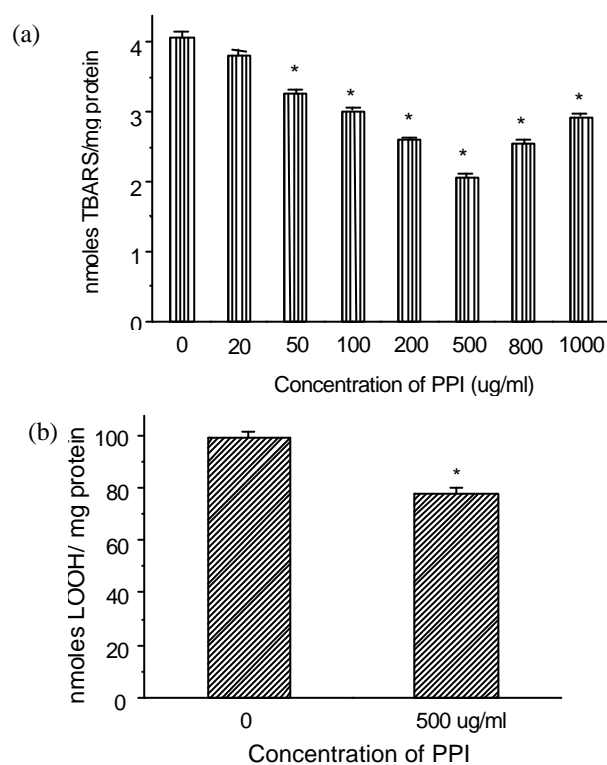 (a)
nmoles TBARS/mg protein
4
3
2
1
0
* * * * * *
0 20 50 100 200 500 800 1000
Concentration of PPI (ug/ml)
(b)
nmoles LOOH/ mg protein
100
80
60
40
20
0
*
0 500 ug/ml
Concentration of PPI